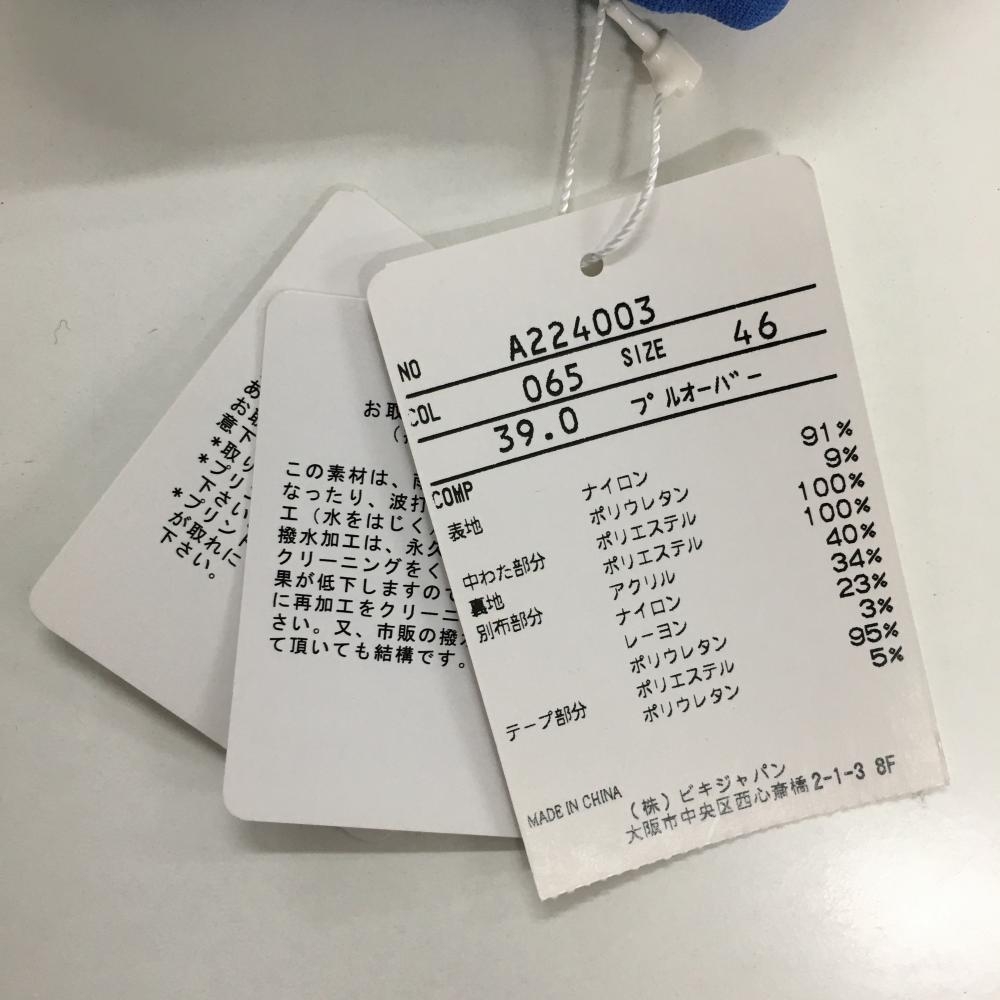 NO A224003
COL 065 SIZE 46
39.0 プルオーバー
COMP
表地 ナイロン 91%
ポリウレタン 9%
中わた部分 ポリエステル 100%
裏地 ポリエステル 100%
別布部分 アクリル 40%
ナイロン 34%
レーヨン 23%
ポリウレタン 3%
テープ部分 ポリエステル 95%
ポリウレタン 5%
MADE IN CHINA
(株)ビキジャパン
大阪市中央区西心斎橋2-1-3 8F
お取
この素材は、
なったり、波打
工(水をはじく
撥水加工は、永久
クリーニングをく
果が低下しますので
に再加工をクリーニ
さい。又、市販の撥
て頂いても結構です。
あ
お取
意下
*取り
*プリ
下さい
*プリント
が取れに
下さい。